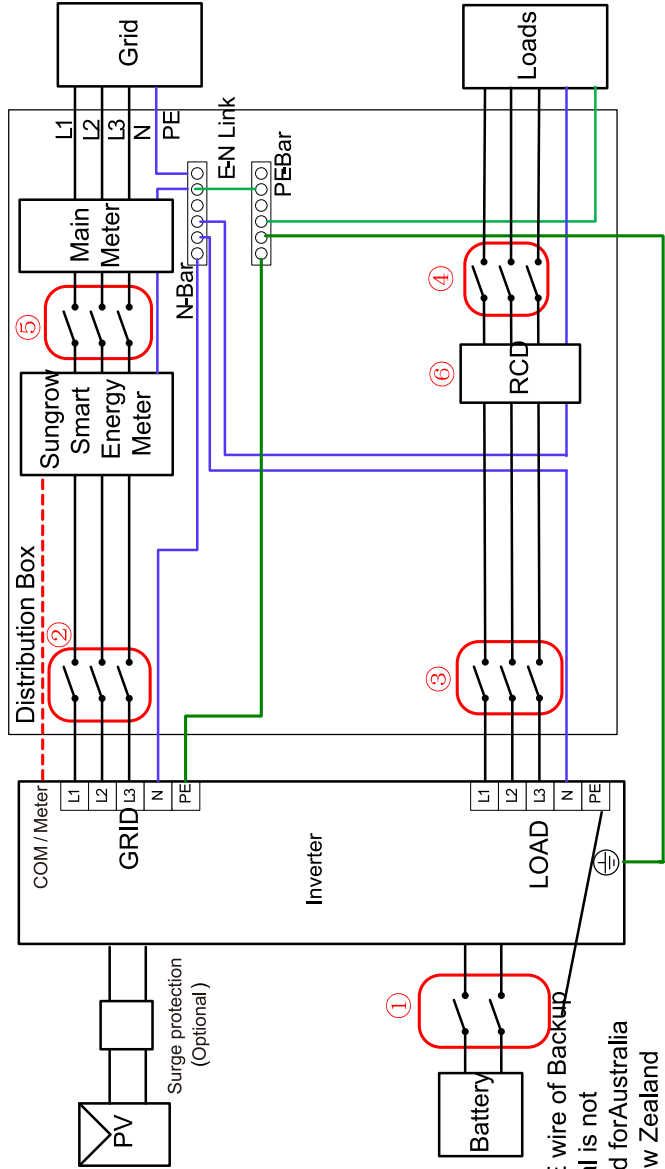 Grid
L1
L2
L3
N
PE
Main
Meter
E-N Link
N-Bar
PE-Bar
⑤
Sungrow
Smart
Energy
Meter
Distribution Box
②
COM / Meter
L1
L2
L3
N
PE
GRID
Inverter
Surge protection
(Optional)
PV
Loads
④
⑥
RCD
③
L1
L2
L3
N
PE
LOAD
①
Battery
wire of Backup
is not
for Australia
Zealand